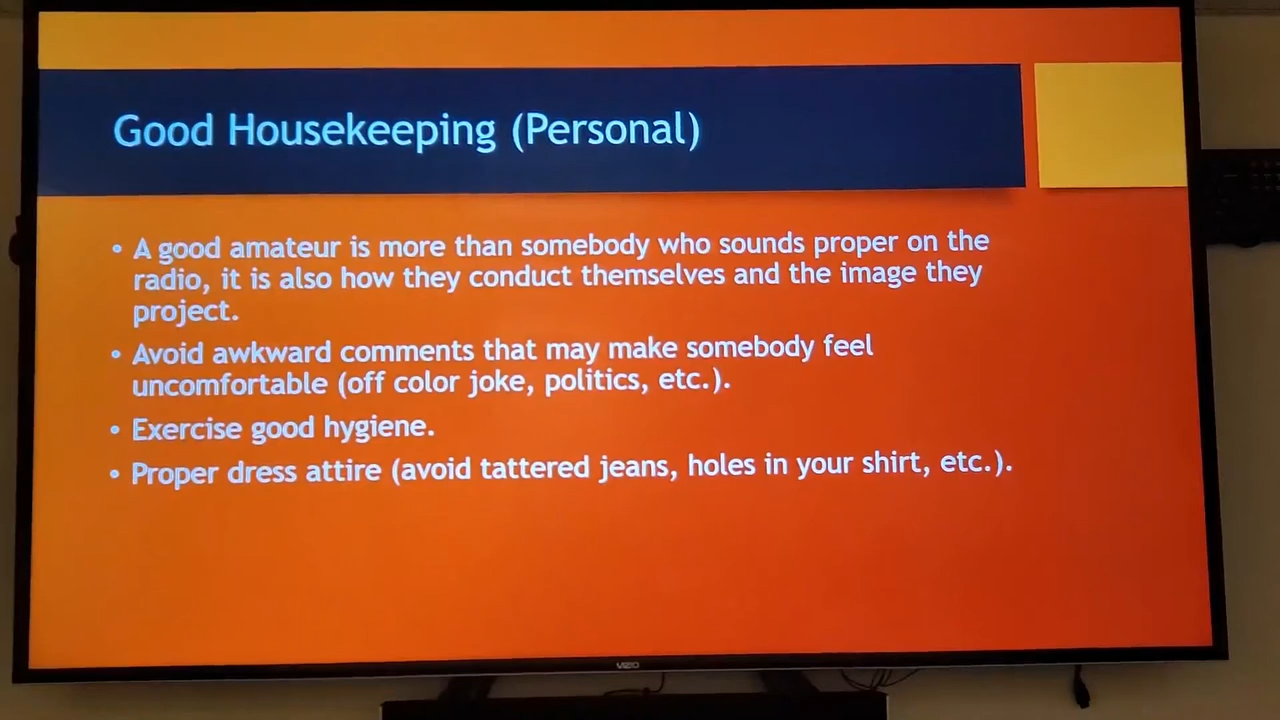 Good Housekeeping (Personal)
• A good amateur is more than somebody who sounds proper on the
radio, it is also how they conduct themselves and the image they
project.
• Avoid awkward comments that may make somebody feel
uncomfortable (off color joke, politics, etc.).
• Exercise good hygiene.
• Proper dress attire (avoid tattered jeans, holes in your shirt, etc.).
VIZIO